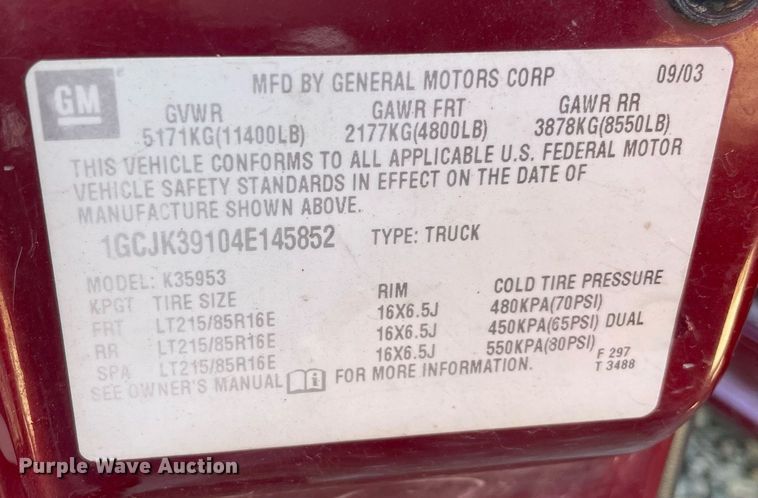 GM
MFD BY GENERAL MOTORS CORP 09/03
GVWR GAWR FRT GAWR RR
5171KG(11400LB) 2177KG(4800LB) 3878KG(8550LB)
THIS VEHICLE CONFORMS TO ALL APPLICABLE U.S. FEDERAL MOTOR
VEHICLE SAFETY STANDARDS IN EFFECT ON THE DATE OF
MANUFACTURE SHOWN ABOVE.
1GCJK39104E145852 TYPE: TRUCK
MODEL: K35953
KPGT TIRE SIZE RIM COLD TIRE PRESSURE
FRT LT215/85R16E 16X6.5J 480KPA(70PSI)
RR LT215/85R16E 16X6.5J 450KPA(65PSI) DUAL
SPA LT215/85R16E 16X6.5J 550KPA(80PSI)
SEE OWNER'S MANUAL i FOR MORE INFORMATION.
F 297
T 3488
Purple Wave Auction